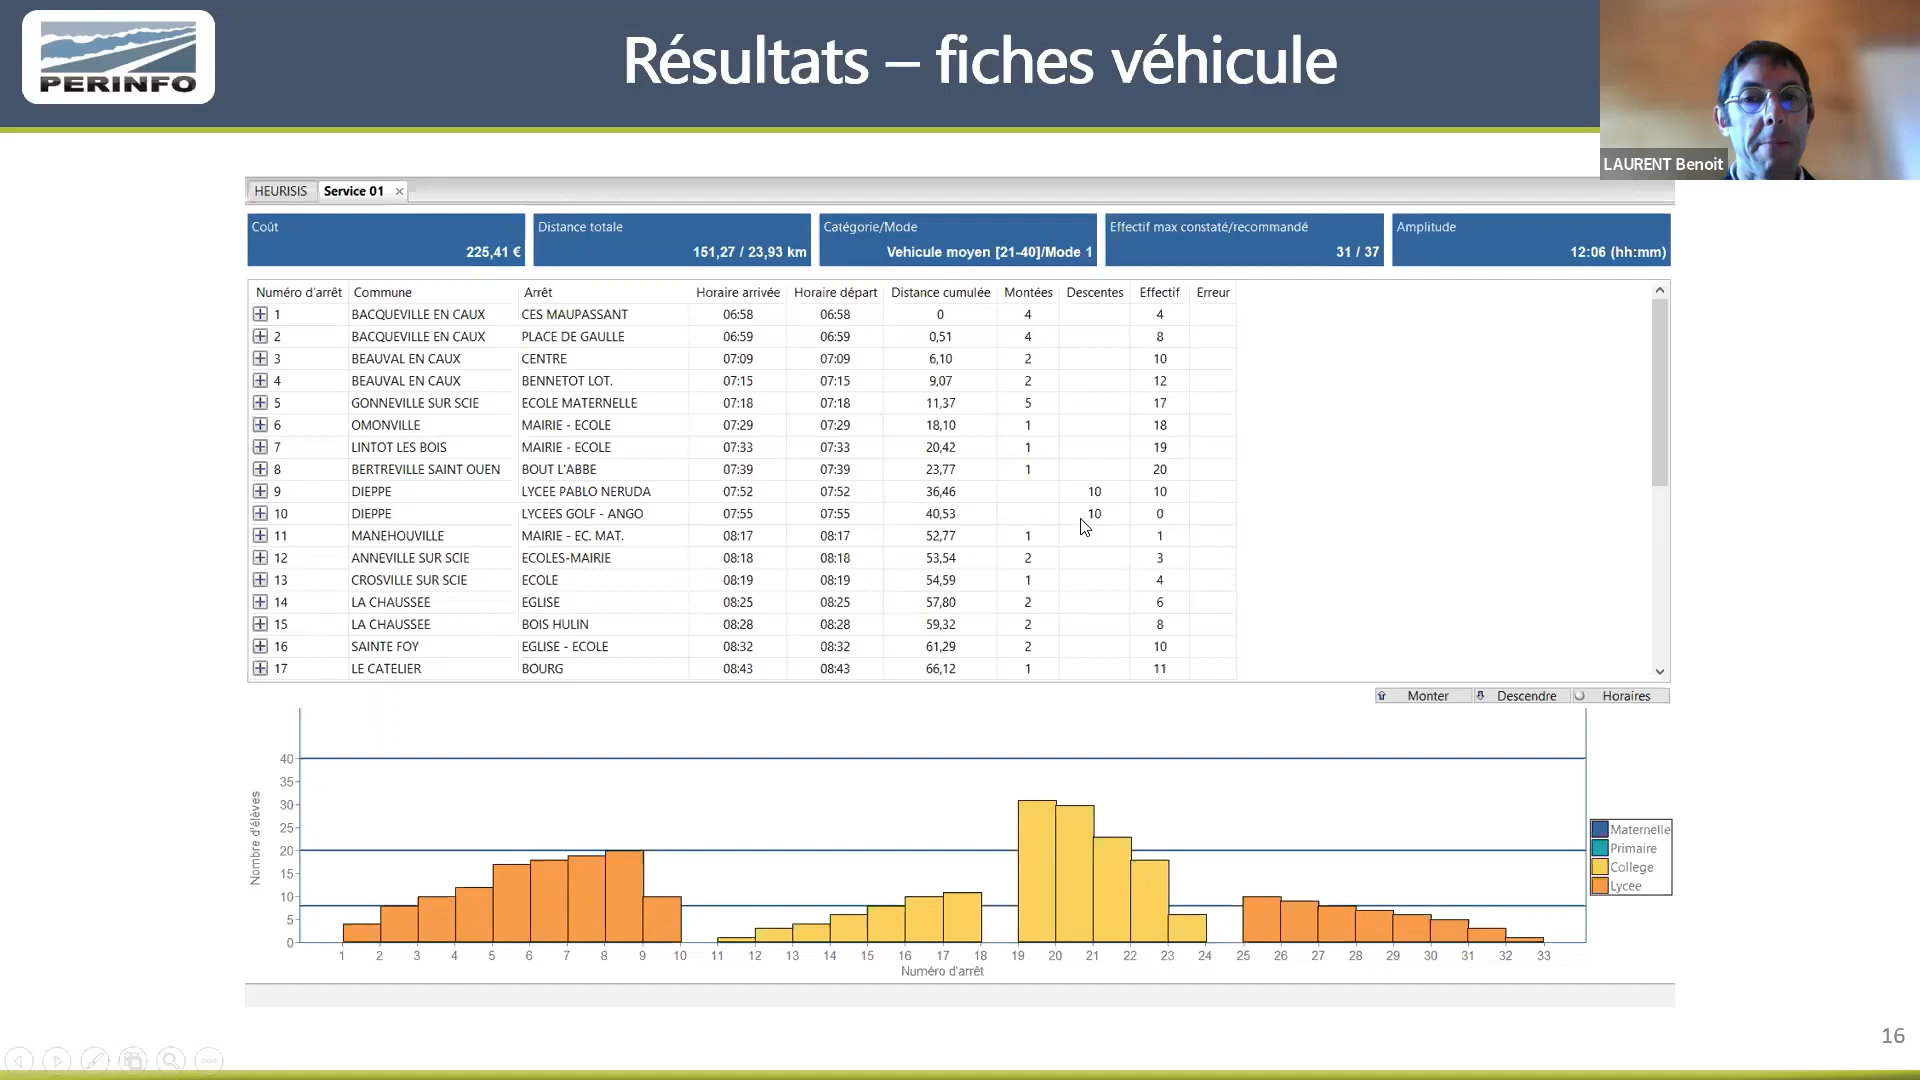 PERINFO
Résultats – fiches véhicule
LAURENT Benoit
HEURISIS Service 01 ×
Coût
225,41 €
Distance totale
151,27 / 23,93 km
Catégorie/Mode
Vehicule moyen [21-40]/Mode 1
Effectif max constaté/recommandé
31 / 37
Amplitude
12:06 (hh:mm)
Numéro d'arrêt Commune Arrêt Horaire arrivée Horaire départ Distance cumulée Montées Descentes Effectif Erreur
1 BACQUEVILLE EN CAUX CES MAUPASSANT 06:58 06:58 0 4 4
2 BACQUEVILLE EN CAUX PLACE DE GAULLE 06:59 06:59 0,51 4 8
3 BEAUVAL EN CAUX CENTRE 07:09 07:09 6,10 2 10
4 BEAUVAL EN CAUX BENNETOT LOT. 07:15 07:15 9,07 2 12
5 GONNEVILLE SUR SCIE ECOLE MATERNELLE 07:18 07:18 11,37 5 17
6 OMONVILLE MAIRIE - ECOLE 07:29 07:29 18,10 1 18
7 LINTOT LES BOIS MAIRIE - ECOLE 07:33 07:33 20,42 1 19
8 BERTREVILLE SAINT OUEN BOUT L'ABBE 07:39 07:39 23,77 1 20
9 DIEPPE LYCEE PABLO NERUDA 07:52 07:52 36,46 10 10
10 DIEPPE LYCEES GOLF - ANGO 07:55 07:55 40,53 10 0
11 MANEHOUVILLE MAIRIE - EC. MAT. 08:17 08:17 52,77 1 1
12 ANNEVILLE SUR SCIE ECOLES-MAIRIE 08:18 08:18 53,54 2 3
13 CROSVILLE SUR SCIE ECOLE 08:19 08:19 54,59 1 4
14 LA CHAUSSEE EGLISE 08:25 08:25 57,80 2 6
15 LA CHAUSSEE BOIS HULIN 08:28 08:28 59,32 2 8
16 SAINTE FOY EGLISE - ECOLE 08:32 08:32 61,29 2 10
17 LE CATELIER BOURG 08:43 08:43 66,12 1 11
Monter Descendre Horaires
Nombre d'élèves
40
35
30
25
20
15
10
5
0
1 2 3 4 5 6 7 8 9 10 11 12 13 14 15 16 17 18 19 20 21 22 23 24 25 26 27 28 29 30 31 32 33
Numéro d'arrêt
Maternelle
Primaire
College
Lycee
16